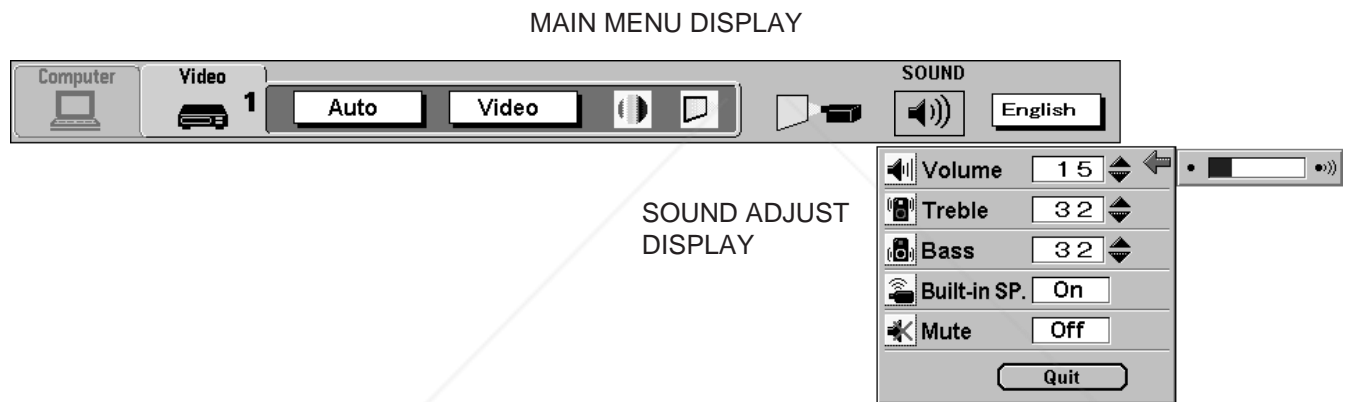 MAIN MENU DISPLAY
Computer
Video
1
Auto
Video
SOUND
English
SOUND ADJUST
DISPLAY
Volume 15
Treble 32
Bass 32
Built-in SP. On
Mute Off
Quit